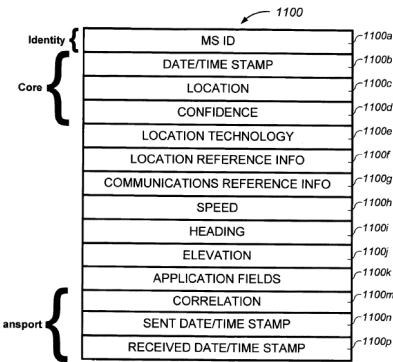 1100
Identity { MS ID 1100a
DATE/TIME STAMP 1100b
Core { LOCATION 1100c
CONFIDENCE 1100d
LOCATION TECHNOLOGY 1100e
LOCATION REFERENCE INFO 1100f
COMMUNICATIONS REFERENCE INFO 1100g
SPEED 1100h
HEADING 1100i
ELEVATION 1100j
APPLICATION FIELDS 1100k
CORRELATION 1100m
ansport { SENT DATE/TIME STAMP 1100n
RECEIVED DATE/TIME STAMP 1100p